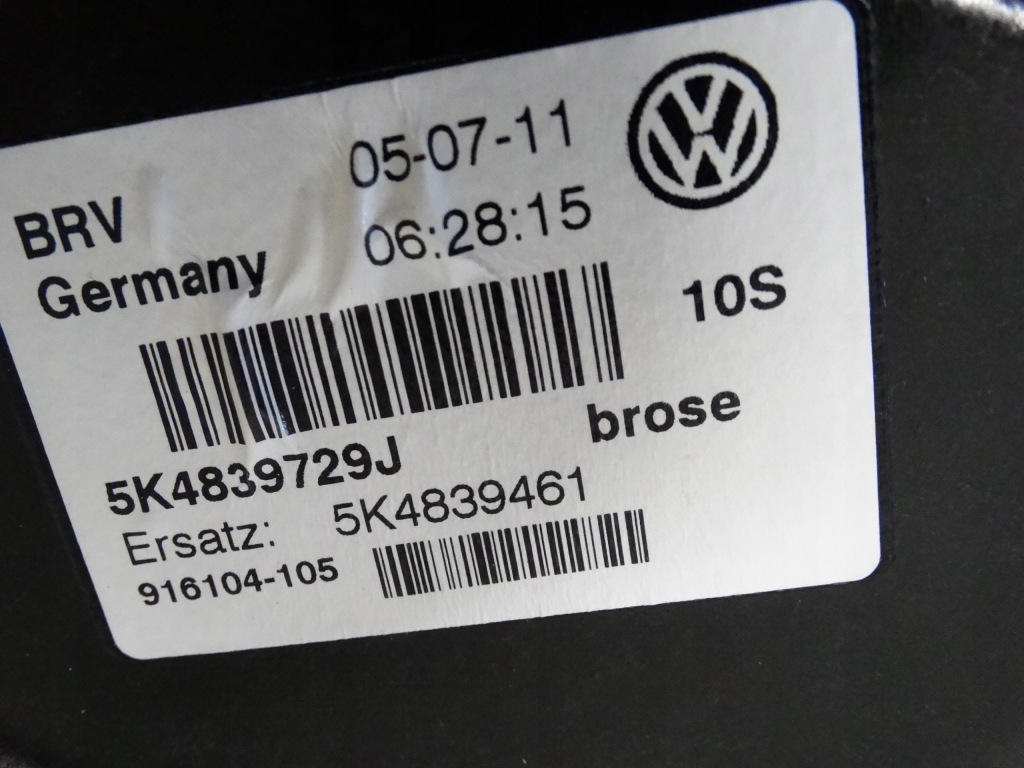 BRV 05-07-11
Germany 06:28:15
10S
brose
5K4839729J
Ersatz: 5K4839461
916104-105